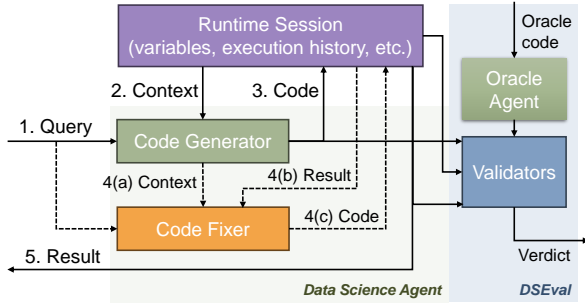 Runtime Session
(variables, execution history, etc.)
Oracle
code
2. Context
3. Code
Oracle
Agent
1. Query
Code Generator
4(a) Context
4(b) Result
Validators
Code Fixer
4(c) Code
5. Result
Verdict
Data Science Agent
DSEval